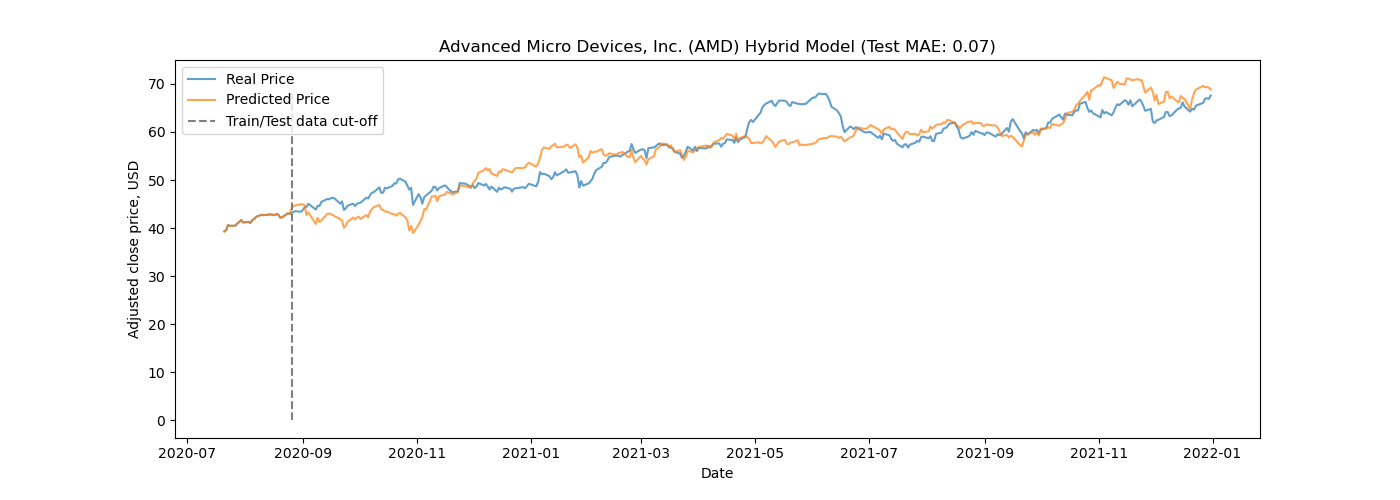 Advanced Micro Devices, Inc. (AMD) Hybrid Model (Test MAE: 0.07)
Real Price
Predicted Price
Train/Test data cut-off
Adjusted close price, USD
70
60
50
40
30
20
10
0
2020-07 2020-09 2020-11 2021-01 2021-03 2021-05 2021-07 2021-09 2021-11 2022-01
Date